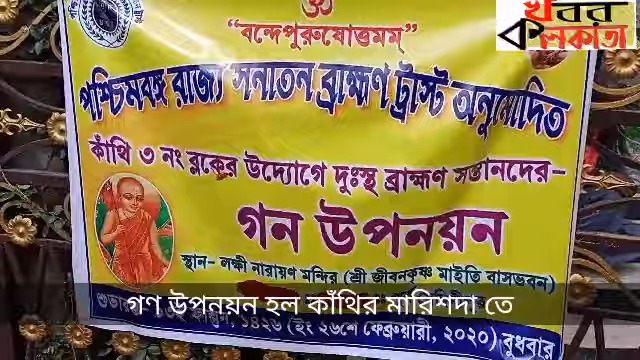 খবর
কলকাতা
ॐ
“বন্দেপুরুষোত্তমম্”
পশ্চিমবঙ্গ রাজ্য সনাতন ব্রাহ্মণ ট্রাস্ট অনুমোদিত
কাঁথি ৩ নং ব্লকের উদ্যোগে দুঃস্থ ব্রাহ্মণ সন্তানদের-
গন উপনয়ন
স্থান- লক্ষ্মী নারায়ণ মন্দির (শ্রী জীবনকৃষ্ণ মাইতি বাসভবন)
গণ উপনয়ন হল কাঁথির মারিশদা তে
১৪২৬ (ইং ২৬শে ফেব্রুয়ারী, ২০২০) বুধবার